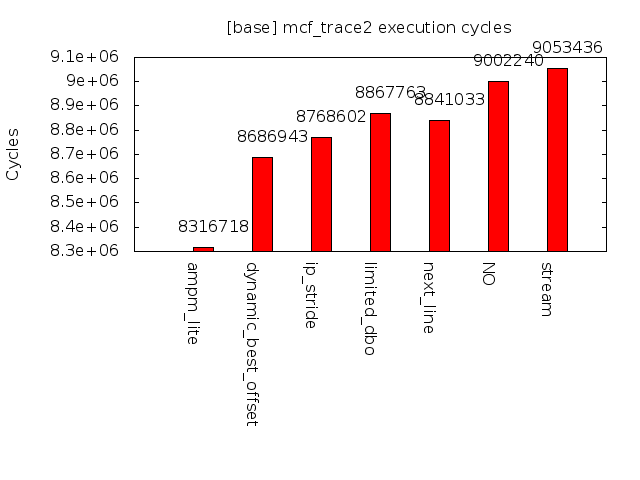 [base] mcf_trace2 execution cycles
Cycles
9.1e+06
9e+06
8.9e+06
8.8e+06
8.7e+06
8.6e+06
8.5e+06
8.4e+06
8.3e+06
8316718
8686943
8768602
8867763
8841033
9002240
9053436
ampm_lite
dynamic_best_offset
ip_stride
limited_dbo
next_line
NO
stream